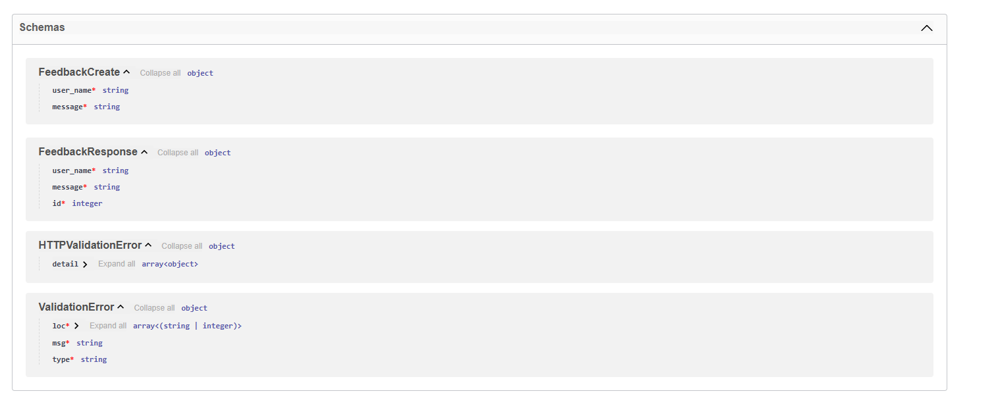 Schemas
FeedbackCreate Collapse all object
user_name* string
message* string
FeedbackResponse Collapse all object
user_name* string
message* string
id* integer
HTTPValidationError Collapse all object
detail Expand all array<object>
ValidationError Collapse all object
loc* Expand all array<(string | integer)>
msg* string
type* string